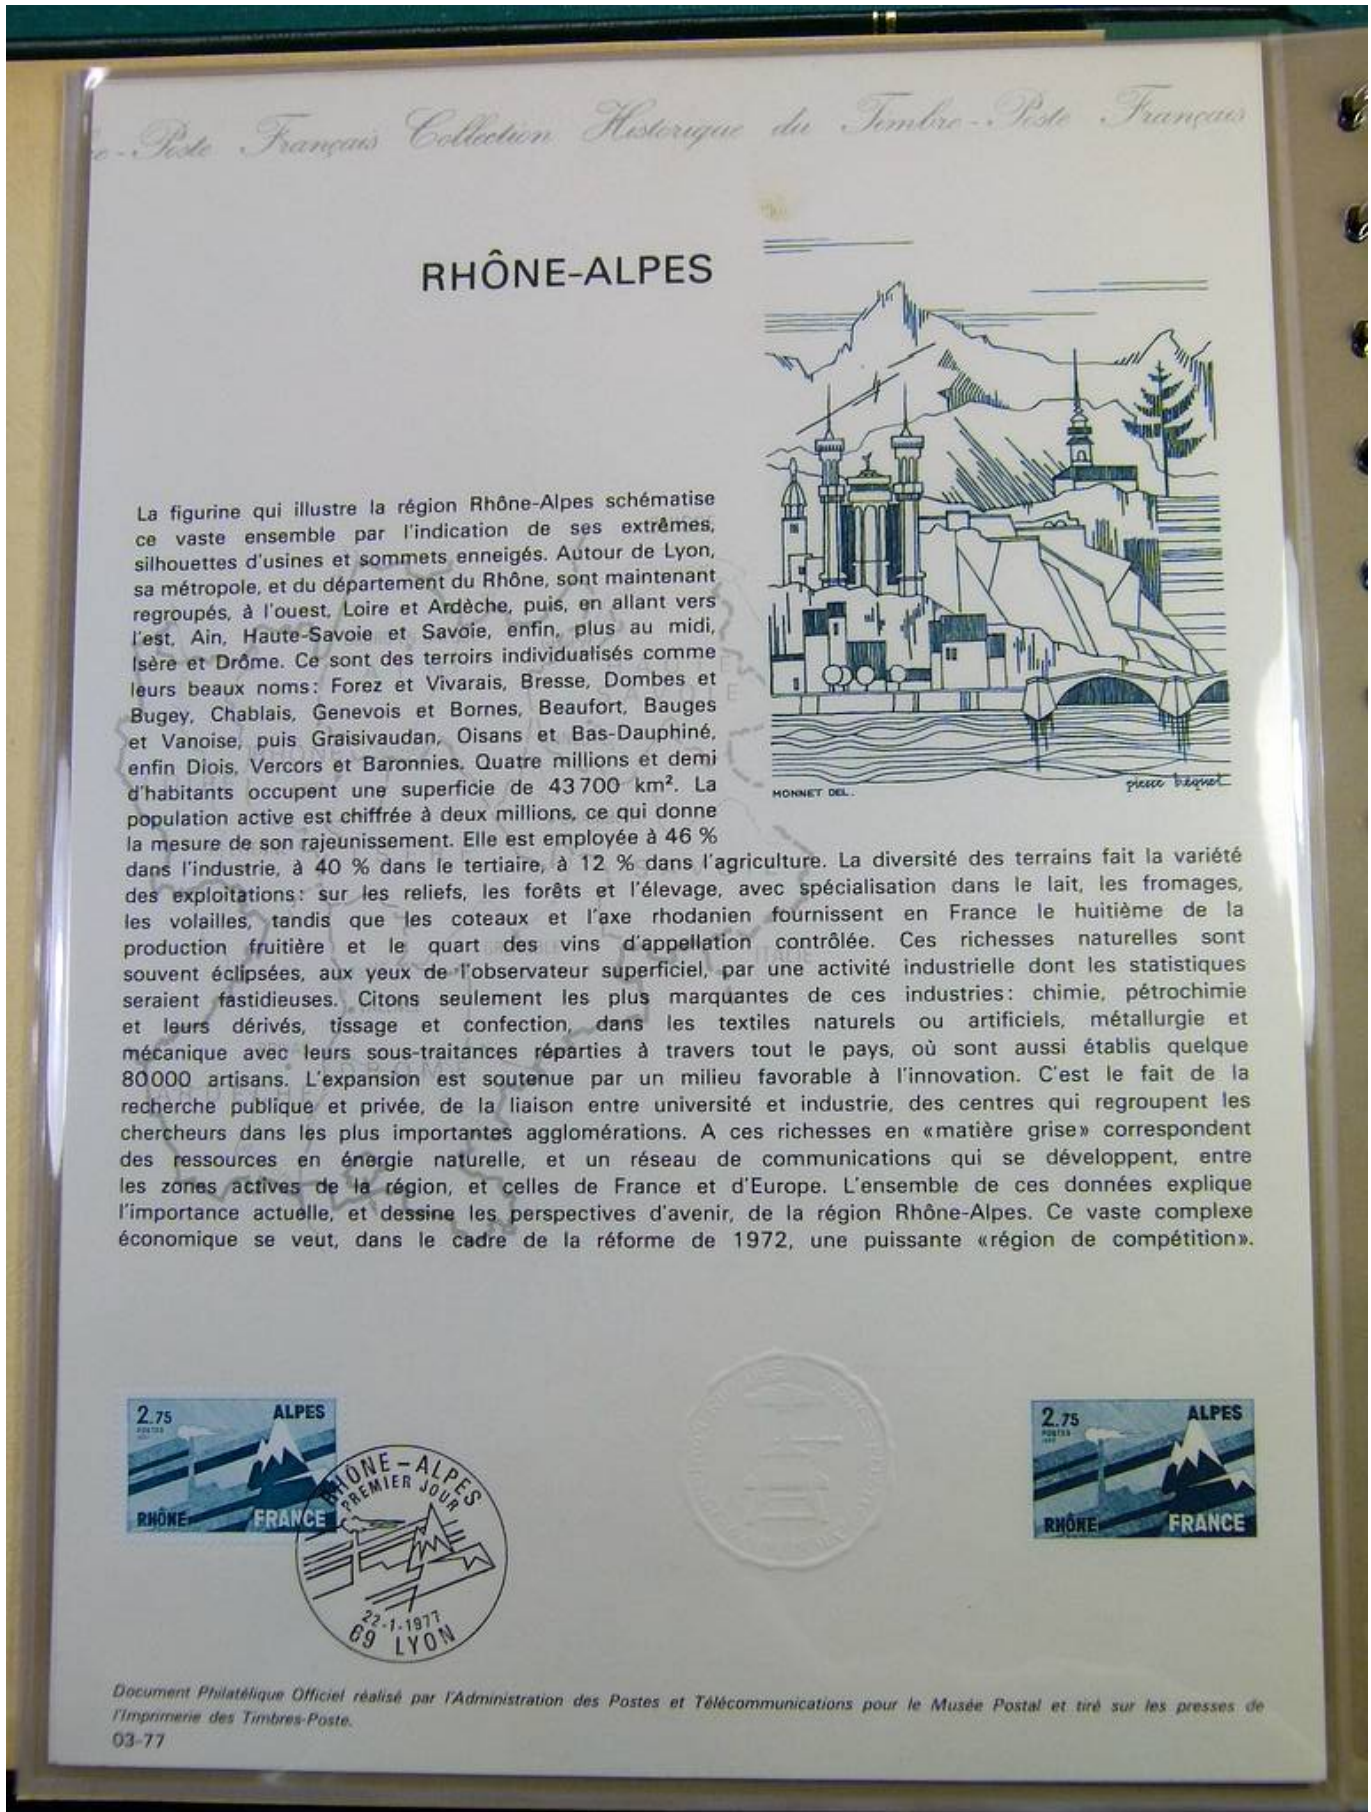 Poste Français Collection Historique du Timbre-Poste Français
RHÔNE-ALPES
La figurine qui illustre la région Rhône-Alpes schématise
ce vaste ensemble par l'indication de ses extrêmes,
silhouettes d'usines et sommets enneigés. Autour de Lyon,
sa métropole, et du département du Rhône, sont maintenant
regroupés, à l'ouest, Loire et Ardèche, puis, en allant vers
l'est, Ain, Haute-Savoie et Savoie, enfin, plus au midi,
Isère et Drôme. Ce sont des terroirs individualisés comme
leurs beaux noms: Forez et Vivarais, Bresse, Dombes et
Bugey, Chablais, Genevois et Bornes, Beaufort, Bauges
et Vanoise, puis Graisivaudan, Oisans et Bas-Dauphiné,
enfin Diois, Vercors et Baronnies. Quatre millions et demi
d'habitants occupent une superficie de 43 700 km². La
population active est chiffrée à deux millions, ce qui donne
la mesure de son rajeunissement. Elle est employée à 46 %
dans l'industrie, à 40 % dans le tertiaire, à 12 % dans l'agriculture. La diversité des terrains fait la variété
des exploitations: sur les reliefs, les forêts et l'élevage, avec spécialisation dans le lait, les fromages,
les volailles, tandis que les coteaux et l'axe rhodanien fournissent en France le huitième de la
production fruitière et le quart des vins d'appellation contrôlée. Ces richesses naturelles sont
souvent éclipsées, aux yeux de l'observateur superficiel, par une activité industrielle dont les statistiques
seraient fastidieuses. Citons seulement les plus marquantes de ces industries: chimie, pétrochimie
et leurs dérivés, tissage et confection, dans les textiles naturels ou artificiels, métallurgie et
mécanique avec leurs sous-traitances réparties à travers tout le pays, où sont aussi établis quelque
80 000 artisans. L'expansion est soutenue par un milieu favorable à l'innovation. C'est le fait de la
recherche publique et privée, de la liaison entre université et industrie, des centres qui regroupent les
chercheurs dans les plus importantes agglomérations. A ces richesses en «matière grise» correspondent
des ressources en énergie naturelle, et un réseau de communications qui se développent, entre
les zones actives de la région, et celles de France et d'Europe. L'ensemble de ces données explique
l'importance actuelle, et dessine les perspectives d'avenir, de la région Rhône-Alpes. Ce vaste complexe
économique se veut, dans le cadre de la réforme de 1972, une puissante «région de compétition».
MONNET DEL.
pierre bequet
2.75 ALPES
POSTES
RHÔNE FRANCE
RHÔNE-ALPES
PREMIER JOUR
22-1-1977
69 LYON
2.75 ALPES
POSTES
RHÔNE FRANCE
Document Philatélique Officiel réalisé par l'Administration des Postes et Télécommunications pour le Musée Postal et tiré sur les presses de
l'Imprimerie des Timbres-Poste.
03-77